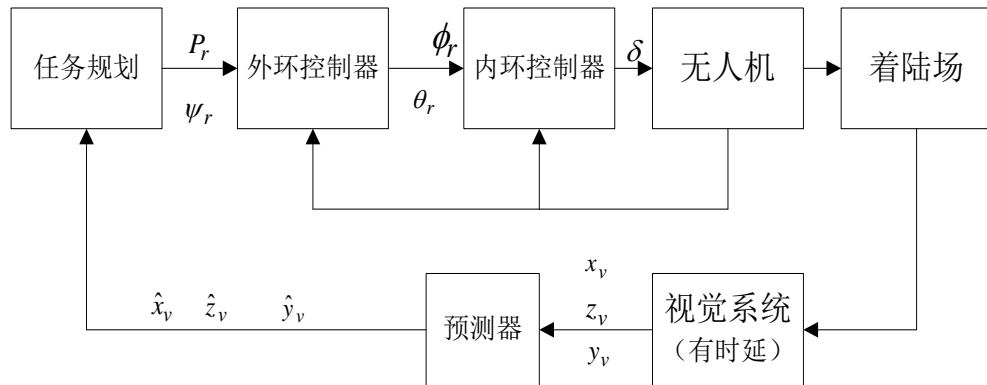 任务规划
P_r
ψ_r
外环控制器
ϕ_r
θ_r
内环控制器
δ
无人机
着陆场
x̂_v ẑ_v ŷ_v
预测器
x_v
z_v
y_v
视觉系统
（有时延）